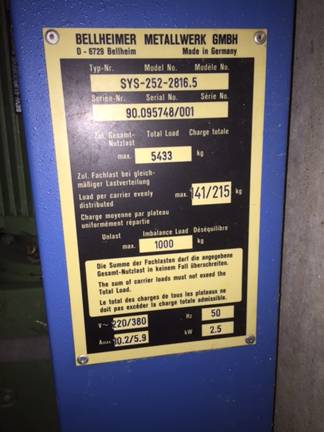 BELLHEIMER METALLWERK GMBH
D - 6729 Bellheim Made in Germany
Typ-Nr. Model No. Modèle No.
SYS-252-2816.5
Serien-Nr. Serial No. Série No.
90.095748/001
Zul. Gesamt-Nutzlast Total Load Charge totale
max. 5433 kg
Zul. Fachlast bei gleich-
mäßiger Lastverteilung
Load per carrier evenly
distributed
max. 141/215 kg
Charge moyenne par plateau
uniformément répartie
Unlast Imbalance Load Déséquilibre
max. 1000 kg
Die Summe der Fachlasten darf die angegebene
Gesamt-Nutzlast in keinem Fall überschreiten.
The sum of carrier loads must not exeed the
Total Load.
Le total des charges de tous les plateaux ne
doit pas excéder la charge totale admissible.
V~ 220/380 Hz 50
Amax 10.2/5.9 kW 2.5